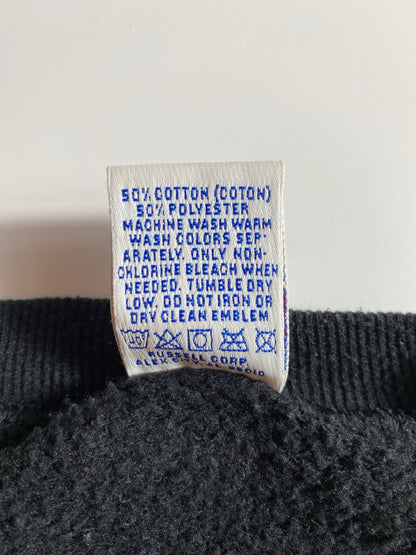 50% COTTON (COTON)
50% POLYESTER
MACHINE WASH WARM
WASH COLORS SEP-
ARATELY. ONLY NON-
CHLORINE BLEACH WHEN
NEEDED. TUMBLE DRY
LOW. DO NOT IRON OR
DRY CLEAN EMBLEM
RUSSELL CORP.
ALEX